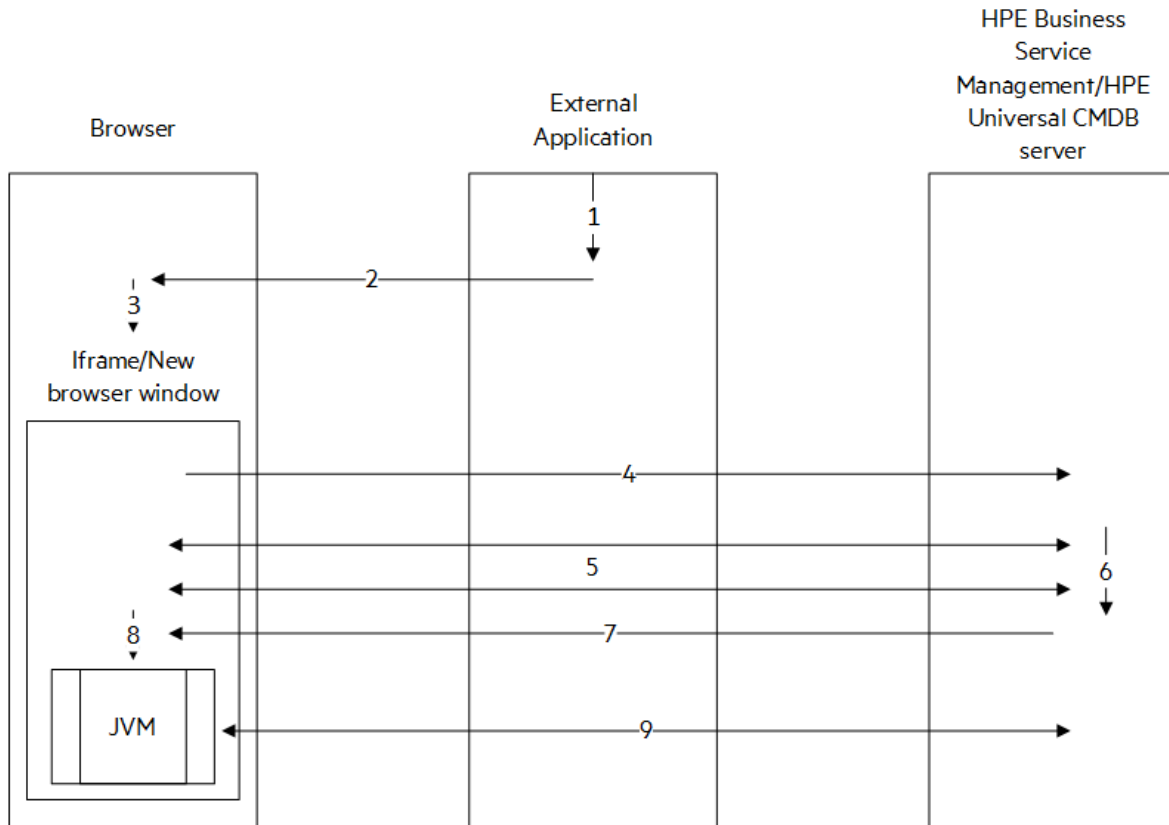 HPE Business
Service
Management/HPE
Universal CMDB
server
External
Application
Browser
1
2
3
Iframe/New
browser window
4
5
6
7
8
JVM
9